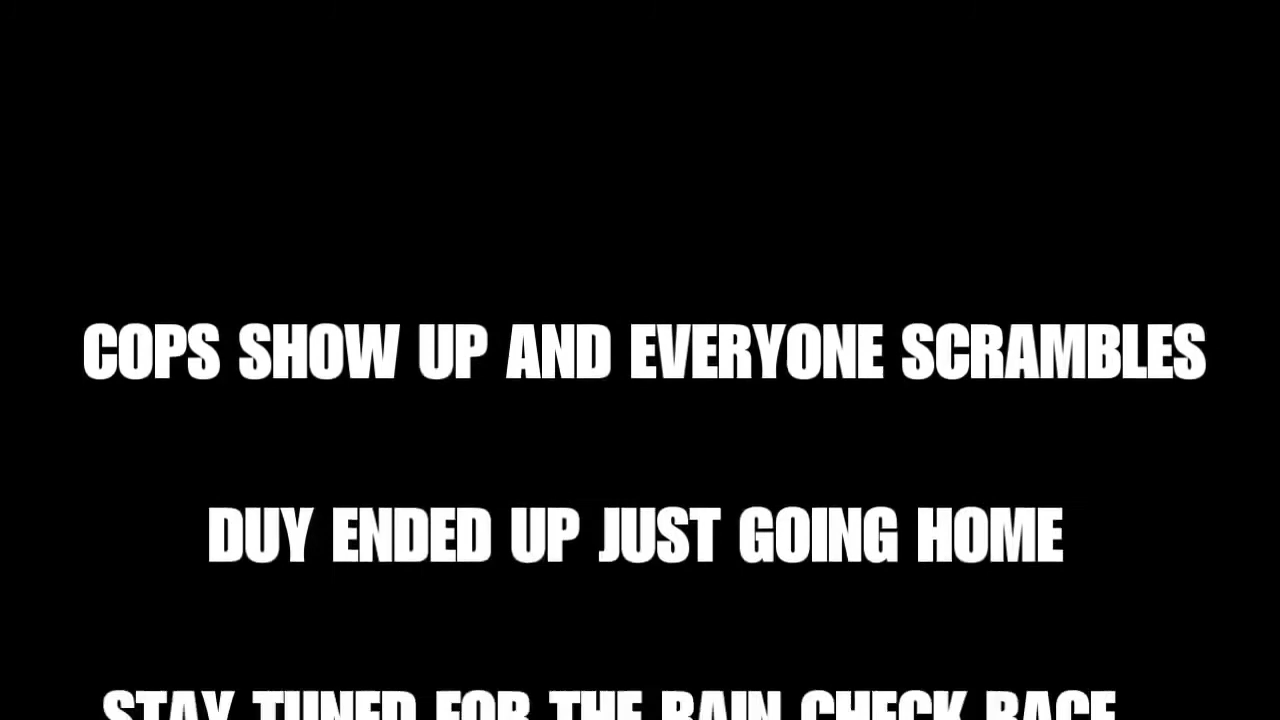 COPS SHOW UP AND EVERYONE SCRAMBLES
DUY ENDED UP JUST GOING HOME
STAY TUNED FOR THE RAIN CHECK RACE